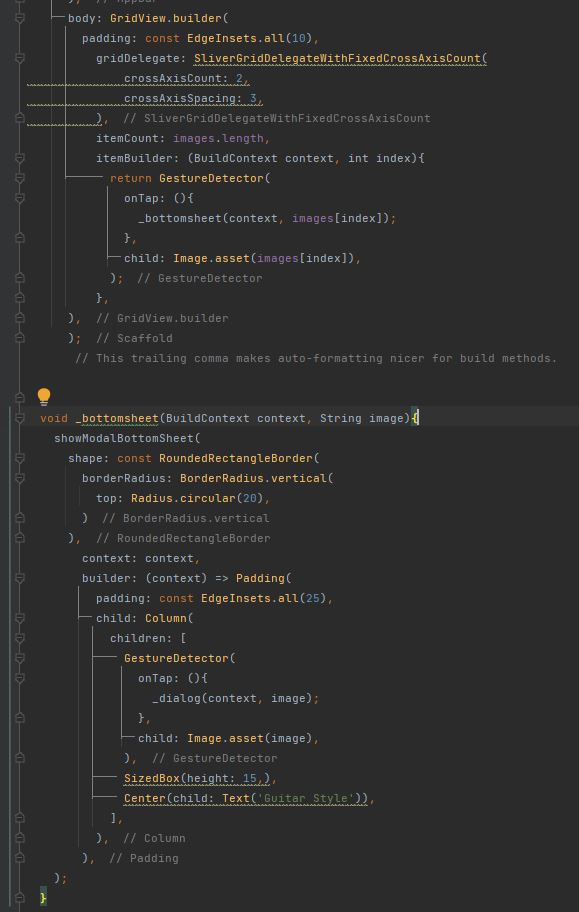 ); // AppBar
body: GridView.builder(
padding: const EdgeInsets.all(10),
gridDelegate: SliverGridDelegateWithFixedCrossAxisCount(
crossAxisCount: 2,
crossAxisSpacing: 3,
), // SliverGridDelegateWithFixedCrossAxisCount
itemCount: images.length,
itemBuilder: (BuildContext context, int index){
return GestureDetector(
onTap: (){
_bottomsheet(context, images[index]);
},
child: Image.asset(images[index]),
); // GestureDetector
},
), // GridView.builder
); // Scaffold
// This trailing comma makes auto-formatting nicer for build methods.
void _bottomsheet(BuildContext context, String image){
showModalBottomSheet(
shape: const RoundedRectangleBorder(
borderRadius: BorderRadius.vertical(
top: Radius.circular(20),
) // BorderRadius.vertical
), // RoundedRectangleBorder
context: context,
builder: (context) => Padding(
padding: const EdgeInsets.all(25),
child: Column(
children: [
GestureDetector(
onTap: (){
_dialog(context, image);
},
child: Image.asset(image),
), // GestureDetector
SizedBox(height: 15,),
Center(child: Text('Guitar Style')),
],
), // Column
), // Padding
);
}